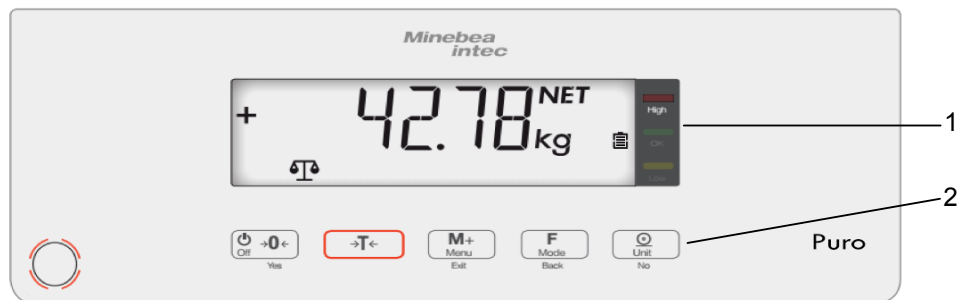 Minebea
intec
+ 42.78 NET
kg
High
OK
LOW
1
2
Off →0← →T← M+ Menu F Mode Unit
Yes Exit Back No
Puro